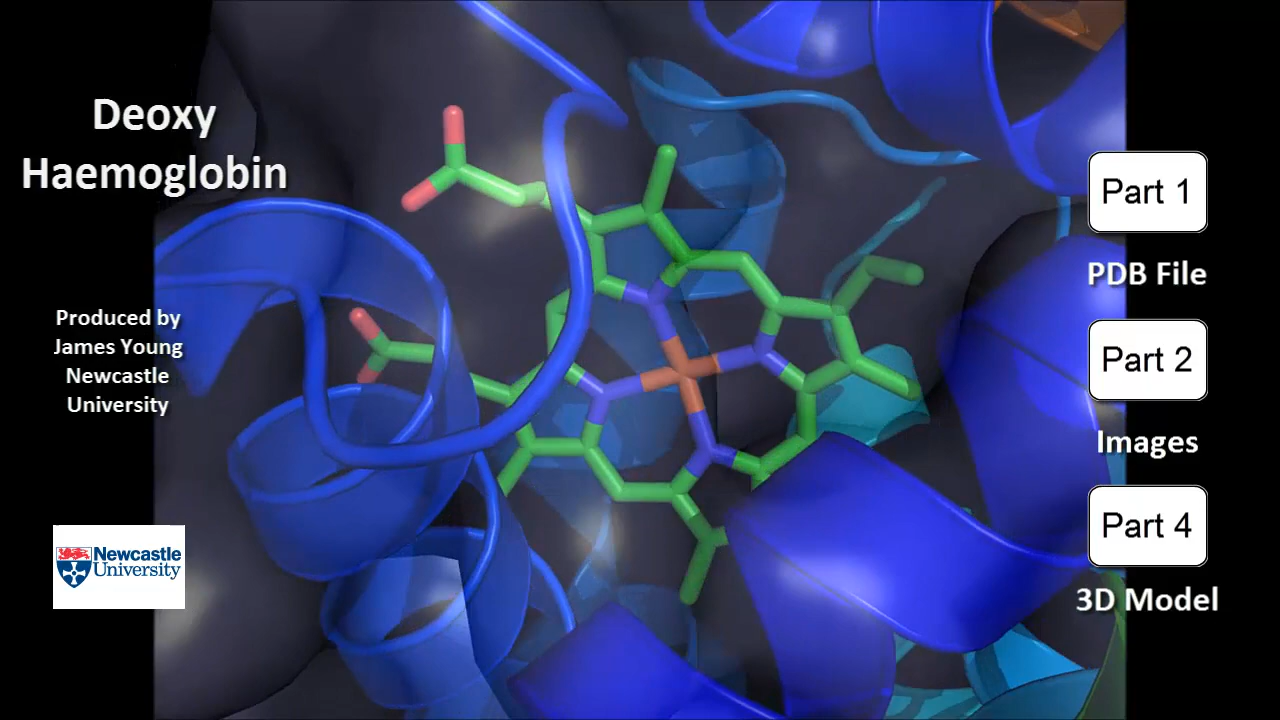 Deoxy
Haemoglobin
Produced by
James Young
Newcastle
University
Newcastle
University
Part 1
PDB File
Part 2
Images
Part 4
3D Model